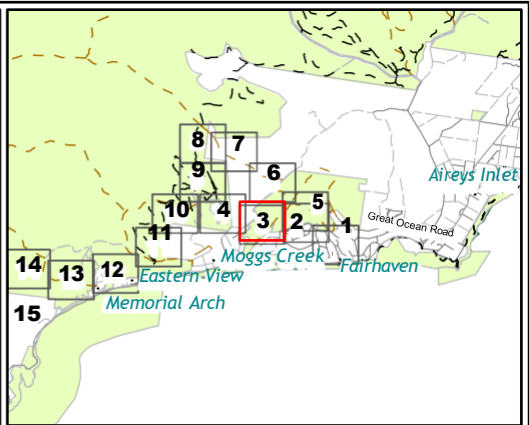 8
7
9
6
Aireys Inlet
10
4
3
2
5
1
Great Ocean Road
11
Moggs Creek
Fairhaven
14
13
12
Eastern View
Memorial Arch
15